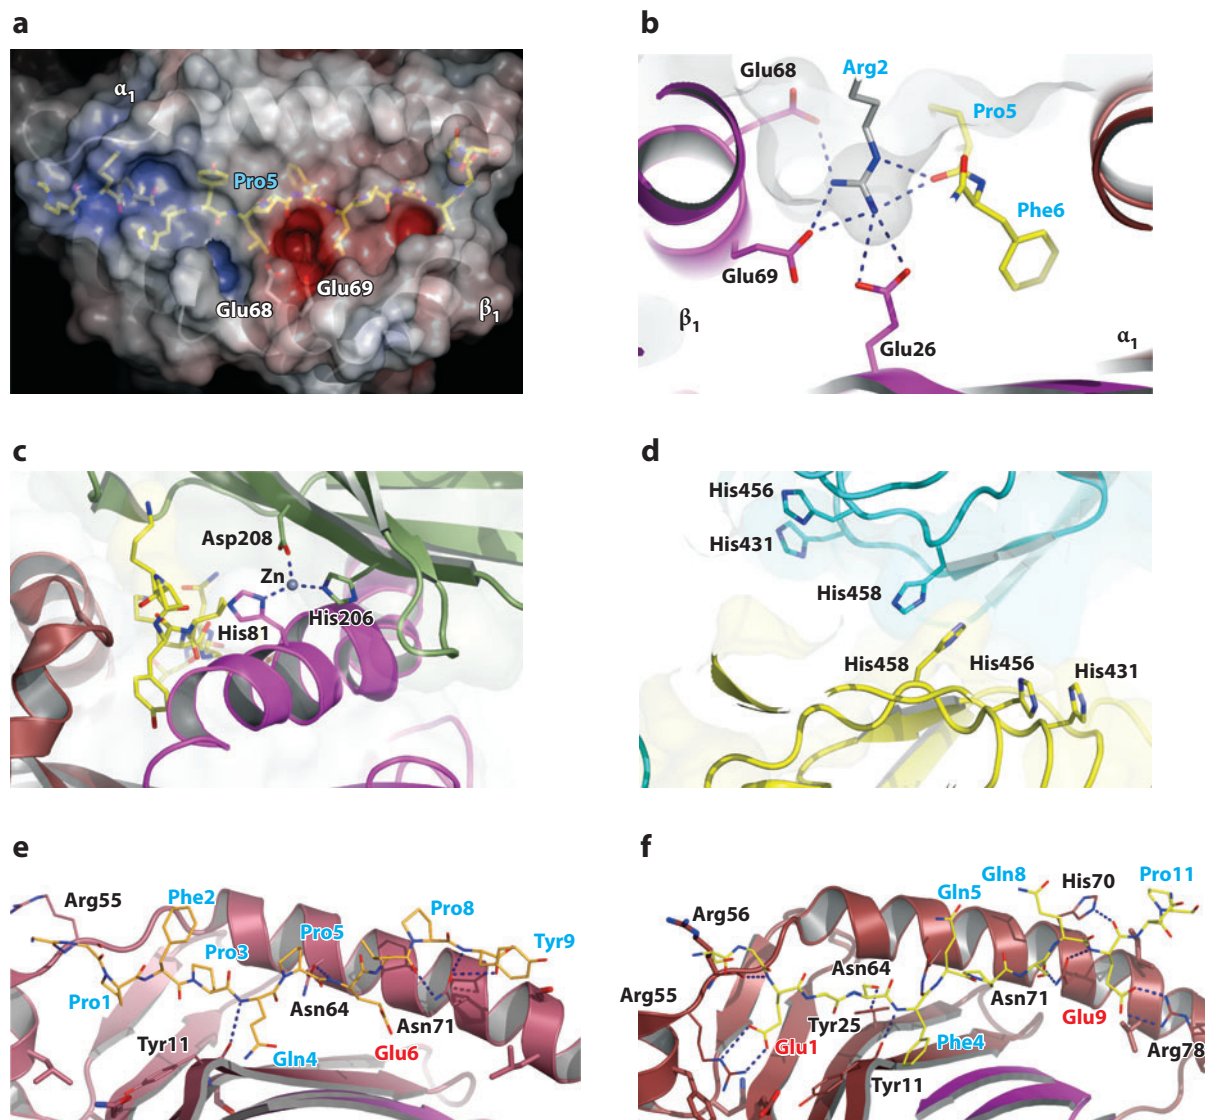 a
α1
Pro5
Glu68
Glu69
β1
b
Glu68
Arg2
Pro5
Phe6
Glu69
β1
Glu26
α1
c
Asp208
Zn
His81
His206
d
His456
His431
His458
His458
His456
His431
e
Arg55
Phe2
Pro8
Pro3
Pro5
Tyr9
Pro1
Asn64
Asn71
Tyr11
Gln4
Glu6
f
Gln8
His70
Pro11
Gln5
Arg56
Asn64
Arg55
Asn71
Tyr25
Glu9
Glu1
Phe4
Arg78
Tyr11